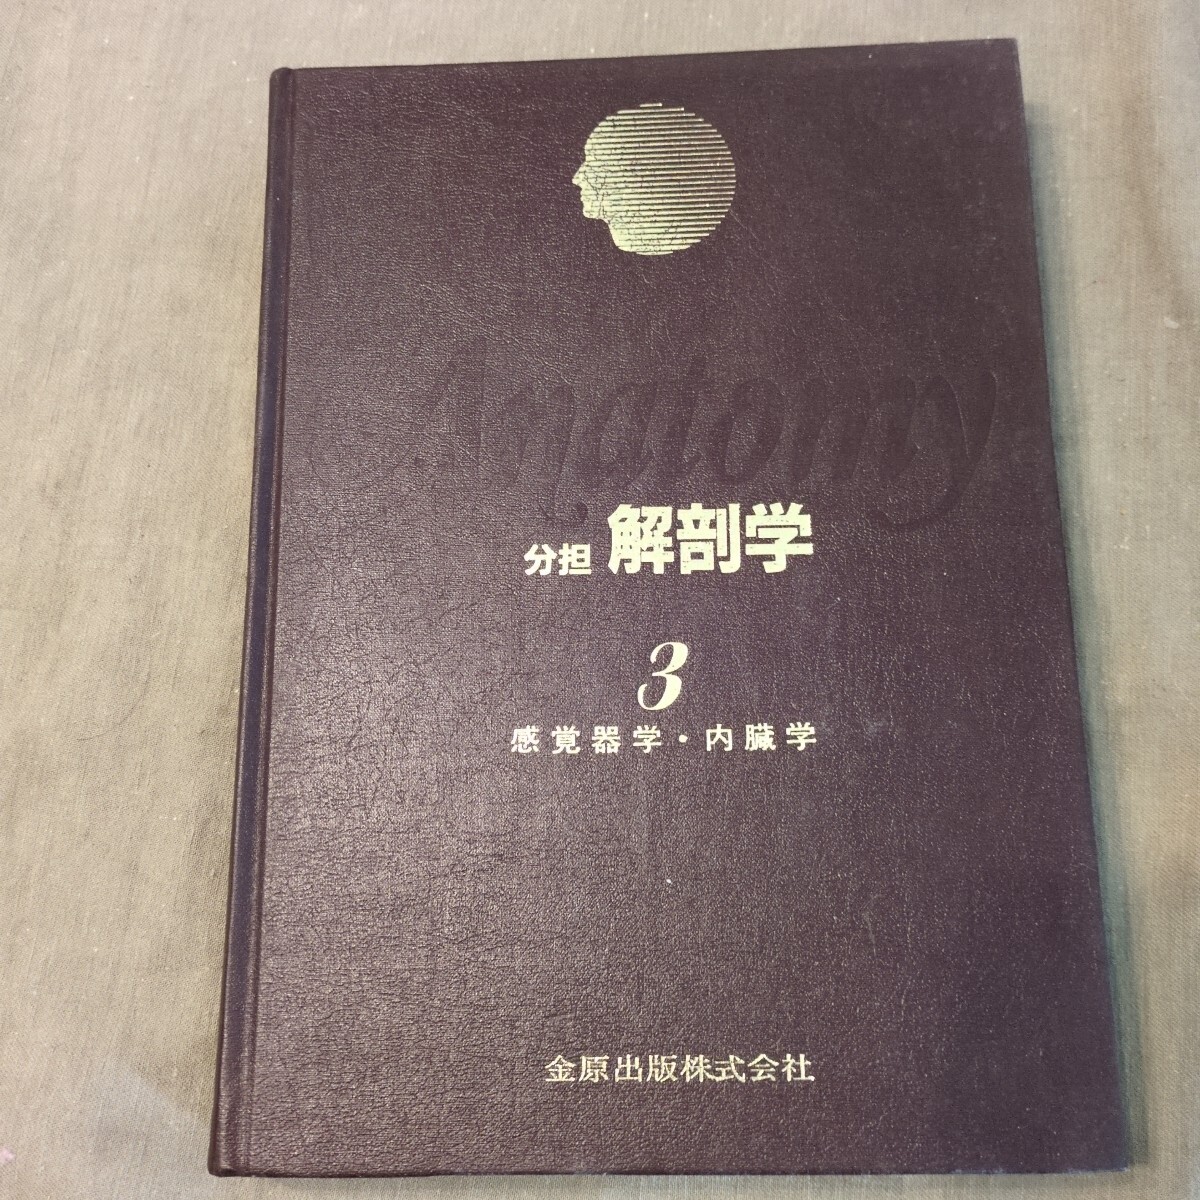 Anatomy
分担 解剖学
3
感覚器学・内臓学
金原出版株式会社